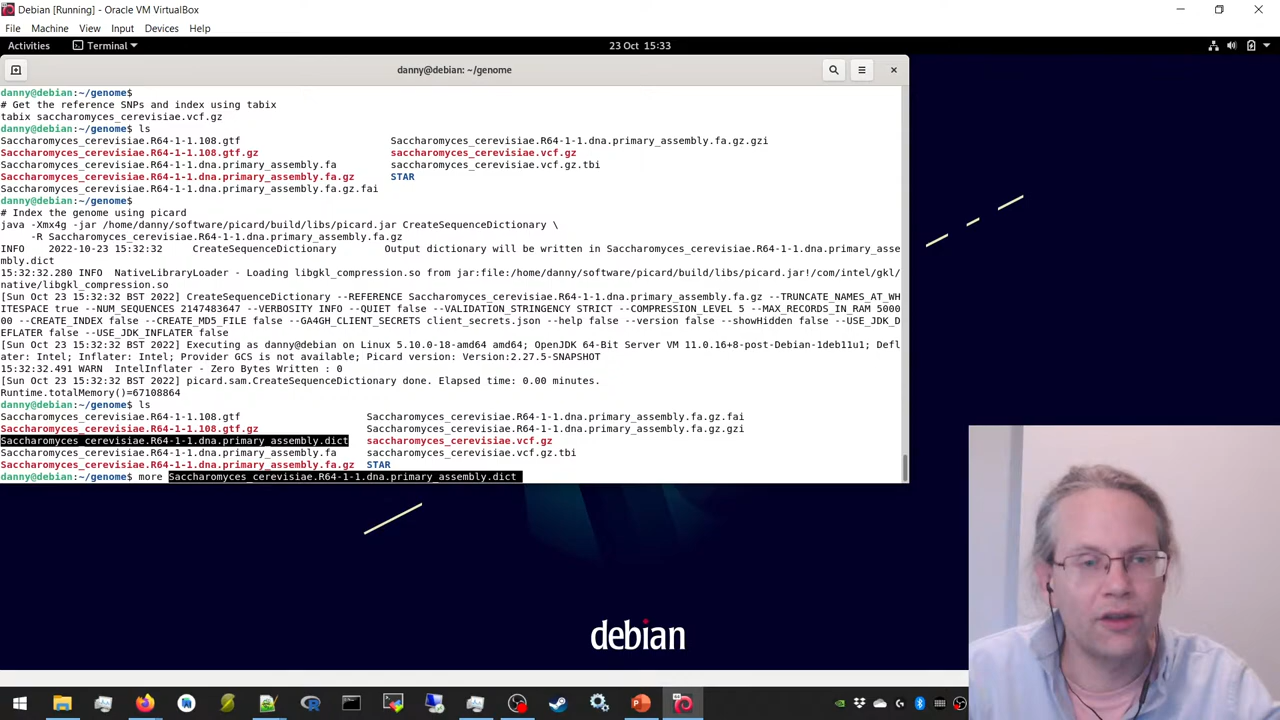 Debian [Running] - Oracle VM VirtualBox
File Machine View Input Devices Help
Activities Terminal 23 Oct 15:33
danny@debian: ~/genome
danny@debian:~/genome$
# Get the reference SNPs and index using tabix
tabix saccharomyces_cerevisiae.vcf.gz
danny@debian:~/genome$ ls
Saccharomyces_cerevisiae.R64-1-1.108.gtf Saccharomyces_cerevisiae.R64-1-1.dna.primary_assembly.fa.gz.gzi
Saccharomyces_cerevisiae.R64-1-1.108.gtf.gz saccharomyces_cerevisiae.vcf.gz
Saccharomyces_cerevisiae.R64-1-1.dna.primary_assembly.fa saccharomyces_cerevisiae.vcf.gz.tbi
Saccharomyces_cerevisiae.R64-1-1.dna.primary_assembly.fa.gz STAR
Saccharomyces_cerevisiae.R64-1-1.dna.primary_assembly.fa.gz.fai
danny@debian:~/genome$
# Index the genome using picard
java -Xmx4g -jar /home/danny/software/picard/build/libs/picard.jar CreateSequenceDictionary \
-R Saccharomyces_cerevisiae.R64-1-1.dna.primary_assembly.fa.gz
INFO 2022-10-23 15:32:32 CreateSequenceDictionary Output dictionary will be written in Saccharomyces_cerevisiae.R64-1-1.dna.primary_asse
mbly.dict
15:32:32.280 INFO NativeLibraryLoader - Loading libgkl_compression.so from jar:file:/home/danny/software/picard/build/libs/picard.jar!/com/intel/gkl/
native/libgkl_compression.so
[Sun Oct 23 15:32:32 BST 2022] CreateSequenceDictionary --REFERENCE Saccharomyces_cerevisiae.R64-1-1.dna.primary_assembly.fa.gz --TRUNCATE_NAMES_AT_WH
ITESPACE true --NUM_SEQUENCES 2147483647 --VERBOSITY INFO --QUIET false --VALIDATION_STRINGENCY STRICT --COMPRESSION_LEVEL 5 --MAX_RECORDS_IN_RAM 5000
00 --CREATE_INDEX false --CREATE_MD5_FILE false --GA4GH_CLIENT_SECRETS client_secrets.json --help false --version false --showHidden false --USE_JDK_D
EFLATER false --USE_JDK_INFLATER false
[Sun Oct 23 15:32:32 BST 2022] Executing as danny@debian on Linux 5.10.0-18-amd64 amd64; OpenJDK 64-Bit Server VM 11.0.16+8-post-Debian-1deb11u1; Defl
ater: Intel; Inflater: Intel; Provider GCS is not available; Picard version: Version:2.27.5-SNAPSHOT
15:32:32.491 WARN IntelInflater - Zero Bytes Written : 0
[Sun Oct 23 15:32:32 BST 2022] picard.sam.CreateSequenceDictionary done. Elapsed time: 0.00 minutes.
Runtime.totalMemory()=67108864
danny@debian:~/genome$ ls
Saccharomyces_cerevisiae.R64-1-1.108.gtf Saccharomyces_cerevisiae.R64-1-1.dna.primary_assembly.fa.gz.fai
Saccharomyces_cerevisiae.R64-1-1.108.gtf.gz Saccharomyces_cerevisiae.R64-1-1.dna.primary_assembly.fa.gz.gzi
Saccharomyces_cerevisiae.R64-1-1.dna.primary_assembly.dict saccharomyces_cerevisiae.vcf.gz
Saccharomyces_cerevisiae.R64-1-1.dna.primary_assembly.fa saccharomyces_cerevisiae.vcf.gz.tbi
Saccharomyces_cerevisiae.R64-1-1.dna.primary_assembly.fa.gz STAR
danny@debian:~/genome$ more Saccharomyces_cerevisiae.R64-1-1.dna.primary_assembly.dict
debian